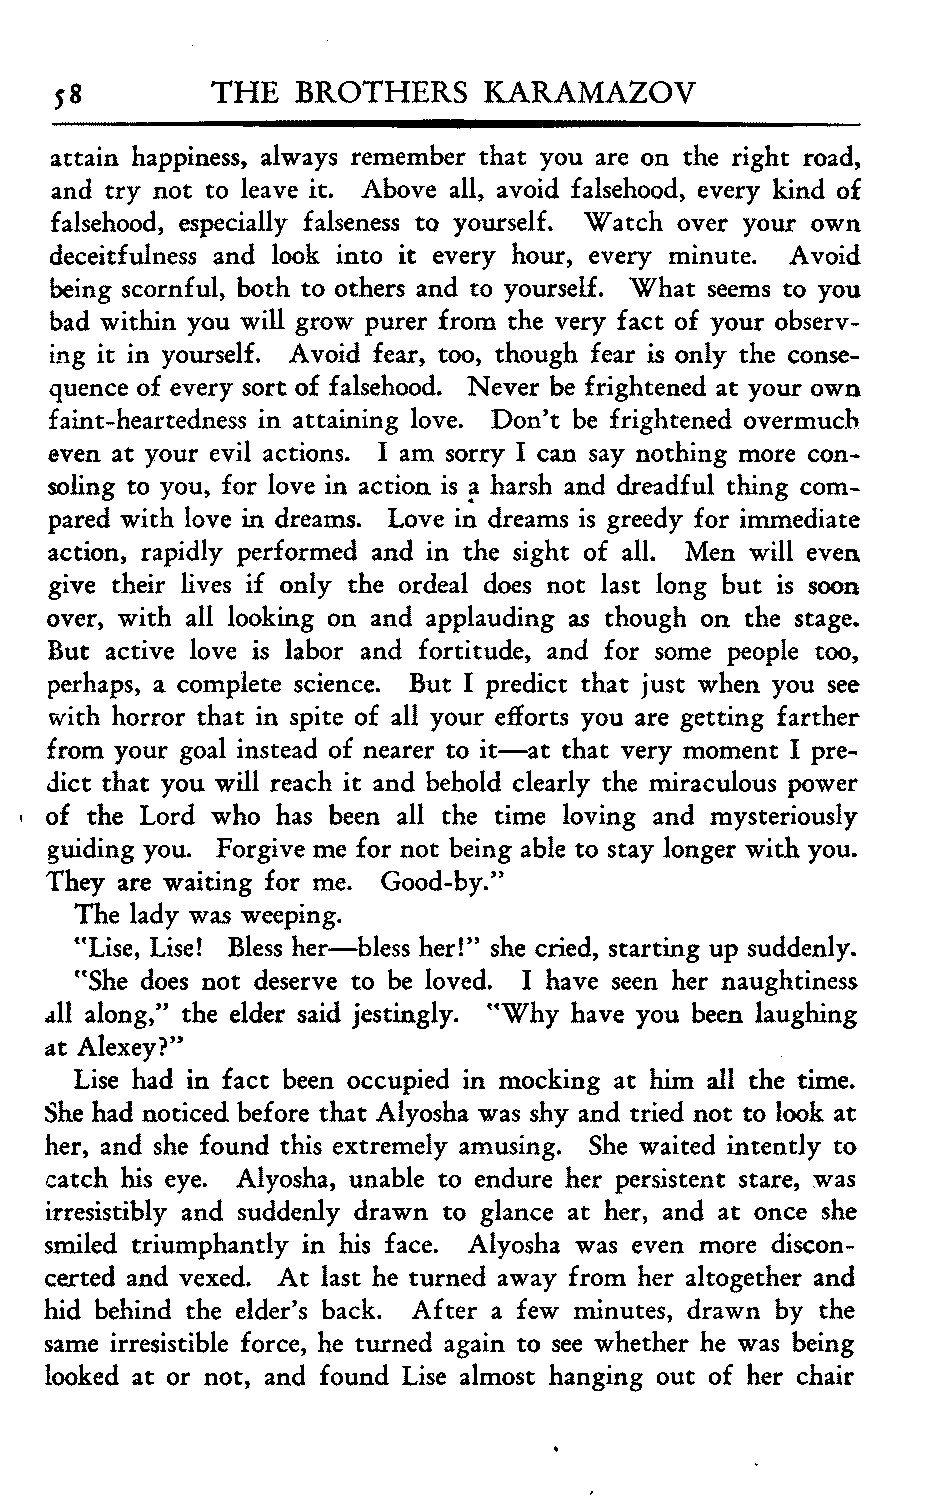 58 THE BROTHERS KARAMAZOV
attain happiness, always remember that you are on the right road,
and try not to leave it. Above all, avoid falsehood, every kind of
falsehood, especially falseness to yourself. Watch over your own
deceitfulness and look into it every hour, every minute. Avoid
being scornful, both to others and to yourself. What seems to you
bad within you will grow purer from the very fact of your observ-
ing it in yourself. Avoid fear, too, though fear is only the conse-
quence of every sort of falsehood. Never be frightened at your own
faint-heartedness in attaining love. Don't be frightened overmuch
even at your evil actions. I am sorry I can say nothing more con-
soling to you, for love in action is a harsh and dreadful thing com-
pared with love in dreams. Love in dreams is greedy for immediate
action, rapidly performed and in the sight of all. Men will even
give their lives if only the ordeal does not last long but is soon
over, with all looking on and applauding as though on the stage.
But active love is labor and fortitude, and for some people too,
perhaps, a complete science. But I predict that just when you see
with horror that in spite of all your efforts you are getting farther
from your goal instead of nearer to it—at that very moment I pre-
dict that you will reach it and behold clearly the miraculous power
of the Lord who has been all the time loving and mysteriously
guiding you. Forgive me for not being able to stay longer with you.
They are waiting for me. Good-by."
The lady was weeping.
"Lise, Lise! Bless her—bless her!" she cried, starting up suddenly.
"She does not deserve to be loved. I have seen her naughtiness
all along," the elder said jestingly. "Why have you been laughing
at Alexey?"
Lise had in fact been occupied in mocking at him all the time.
She had noticed before that Alyosha was shy and tried not to look at
her, and she found this extremely amusing. She waited intently to
catch his eye. Alyosha, unable to endure her persistent stare, was
irresistibly and suddenly drawn to glance at her, and at once she
smiled triumphantly in his face. Alyosha was even more discon-
certed and vexed. At last he turned away from her altogether and
hid behind the elder's back. After a few minutes, drawn by the
same irresistible force, he turned again to see whether he was being
looked at or not, and found Lise almost hanging out of her chair